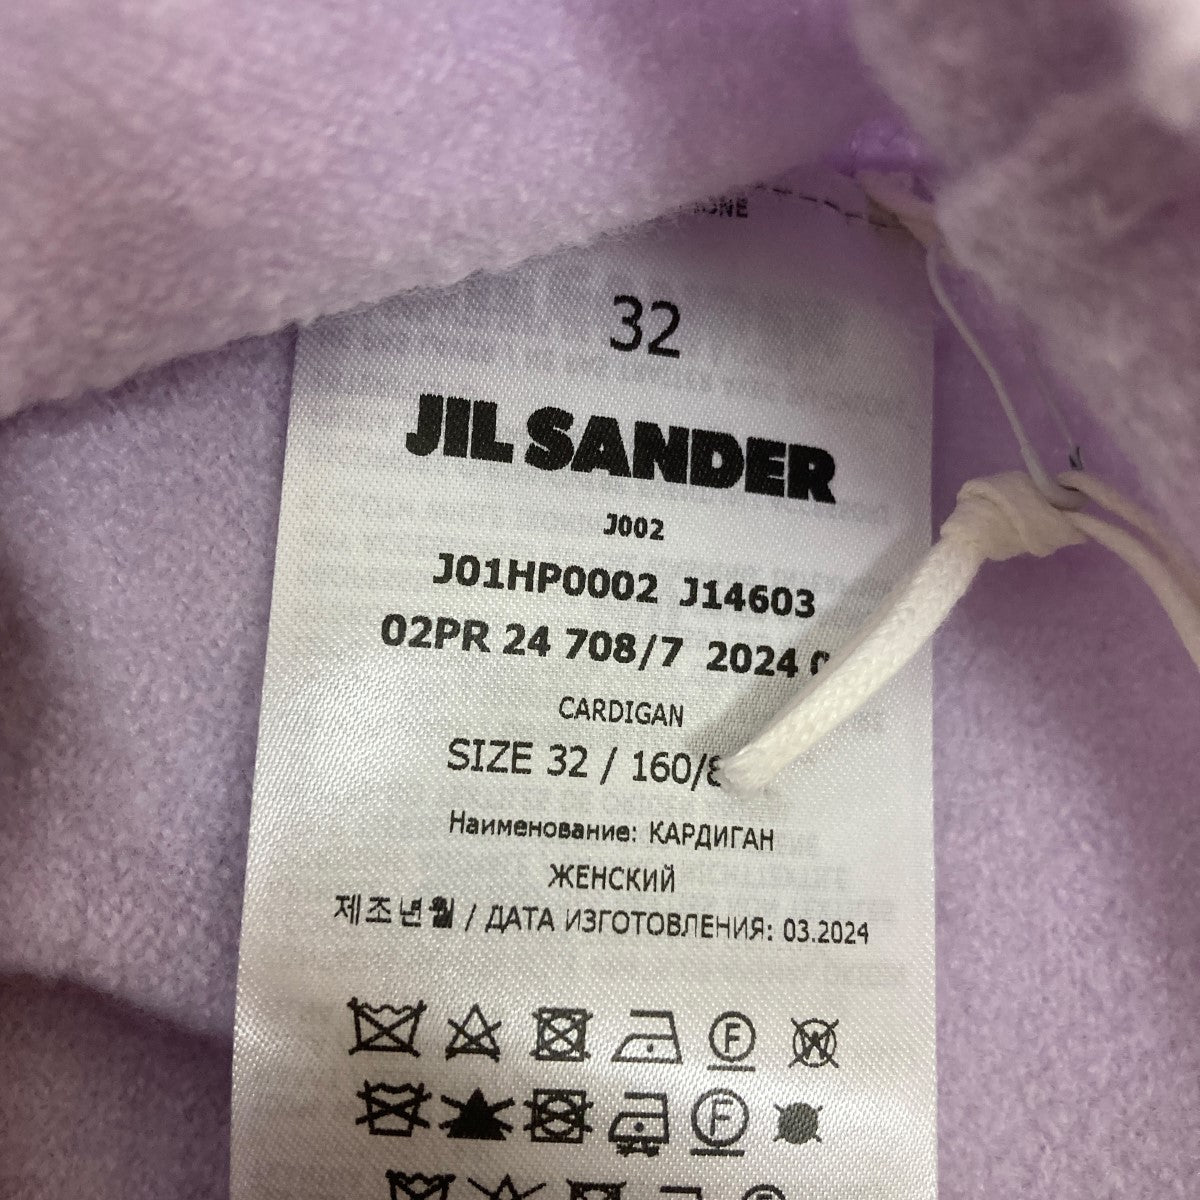 32
JIL SANDER
J002
J01HP0002 J14603
02PR 24 708/7 2024
CARDIGAN
SIZE 32 / 160/8
Наименование: КАРДИГАН
ЖЕНСКИЙ
제조년월 / ДАТА ИЗГОТОВЛЕНИЯ: 03.2024
F W
F